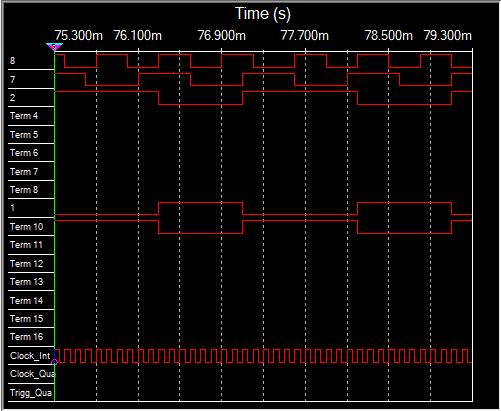 Time (s)
75.300m 76.100m 76.900m 77.700m 78.500m 79.300m
8
7
2
Term 4
Term 5
Term 6
Term 7
Term 8
1
Term 10
Term 11
Term 12
Term 13
Term 14
Term 15
Term 16
Clock_Int
Clock_Qua
Trigg_Qua